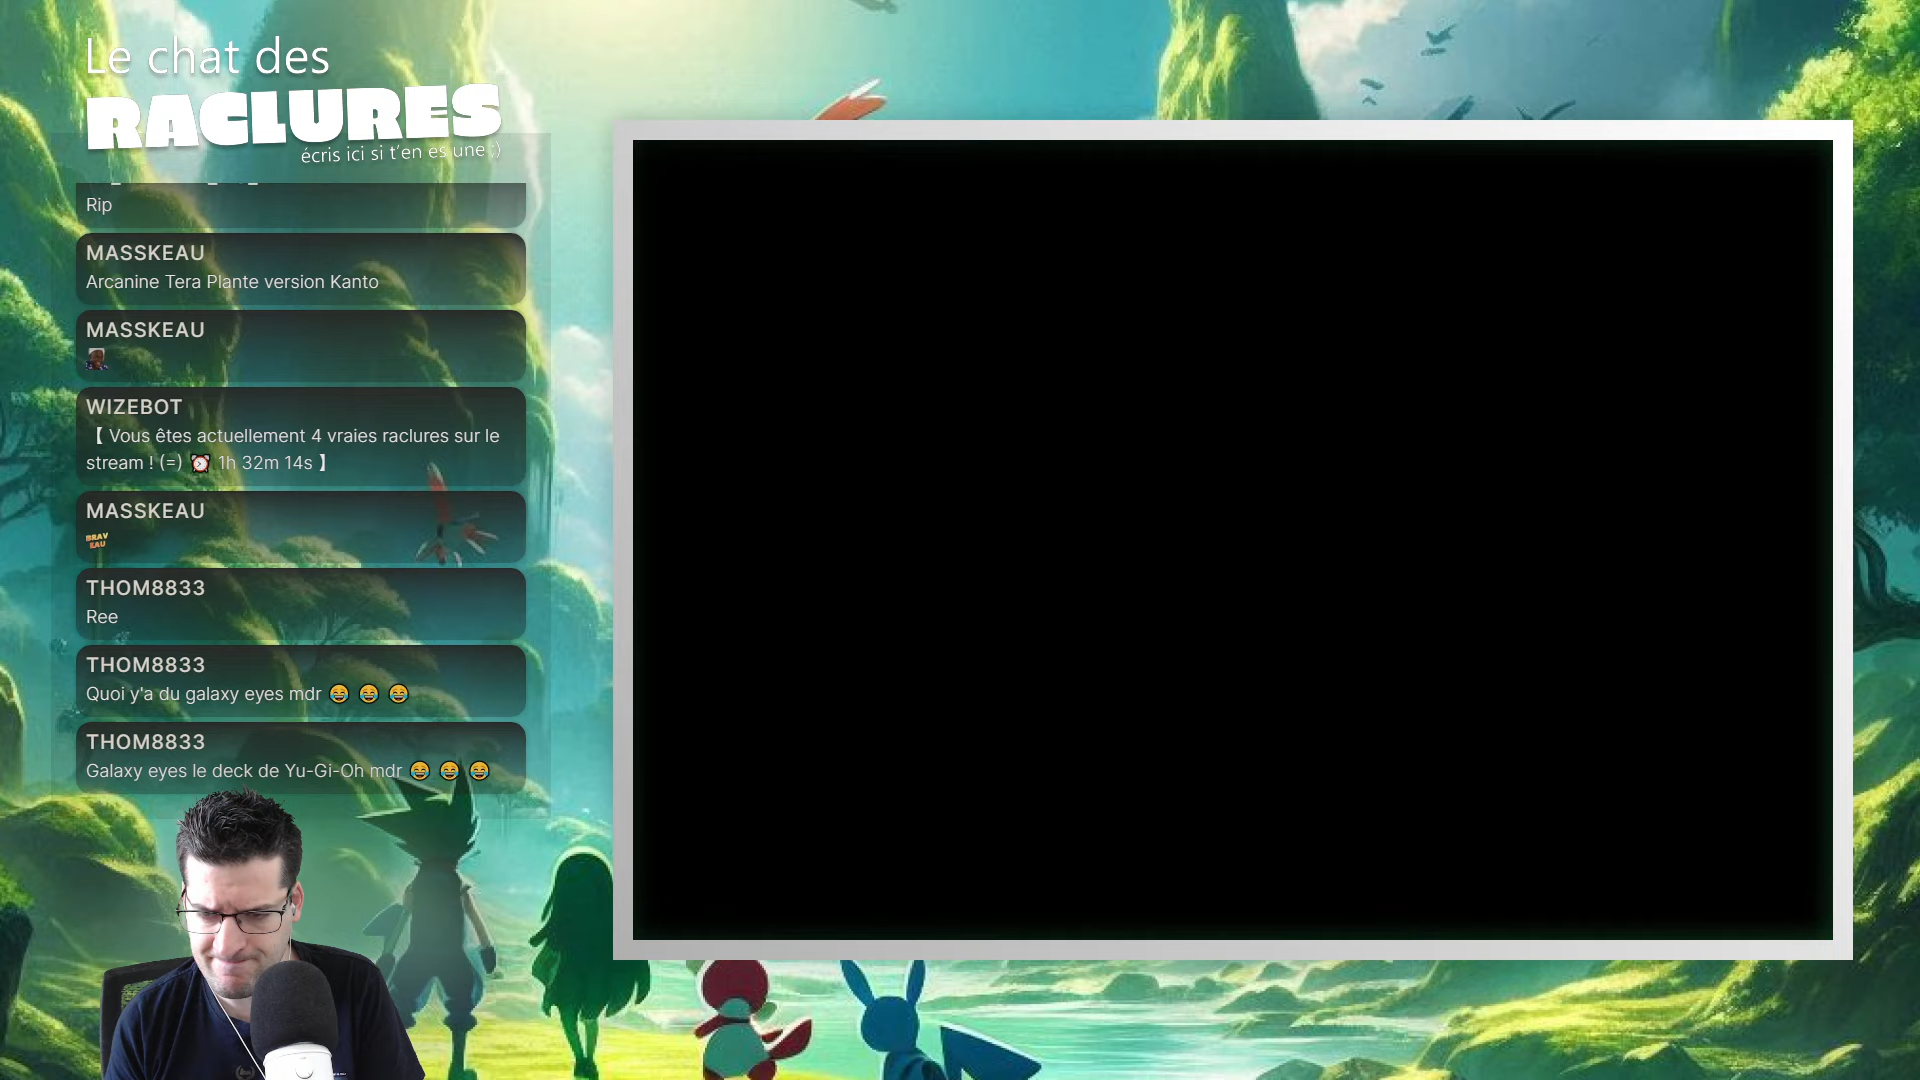 Le chat des
RACLURES
écris ici si t'en es une ;)
Rip
MASSKEAU
Arcanine Tera Plante version Kanto
MASSKEAU
WIZEBOT
【 Vous êtes actuellement 4 vraies raclures sur le
stream ! (=) ⏰ 1h 32m 14s 】
MASSKEAU
BRAV
EAU
THOM8833
Ree
THOM8833
Quoi y'a du galaxy eyes mdr 😂 😂 😂
THOM8833
Galaxy eyes le deck de Yu-Gi-Oh mdr 😂 😂 😂